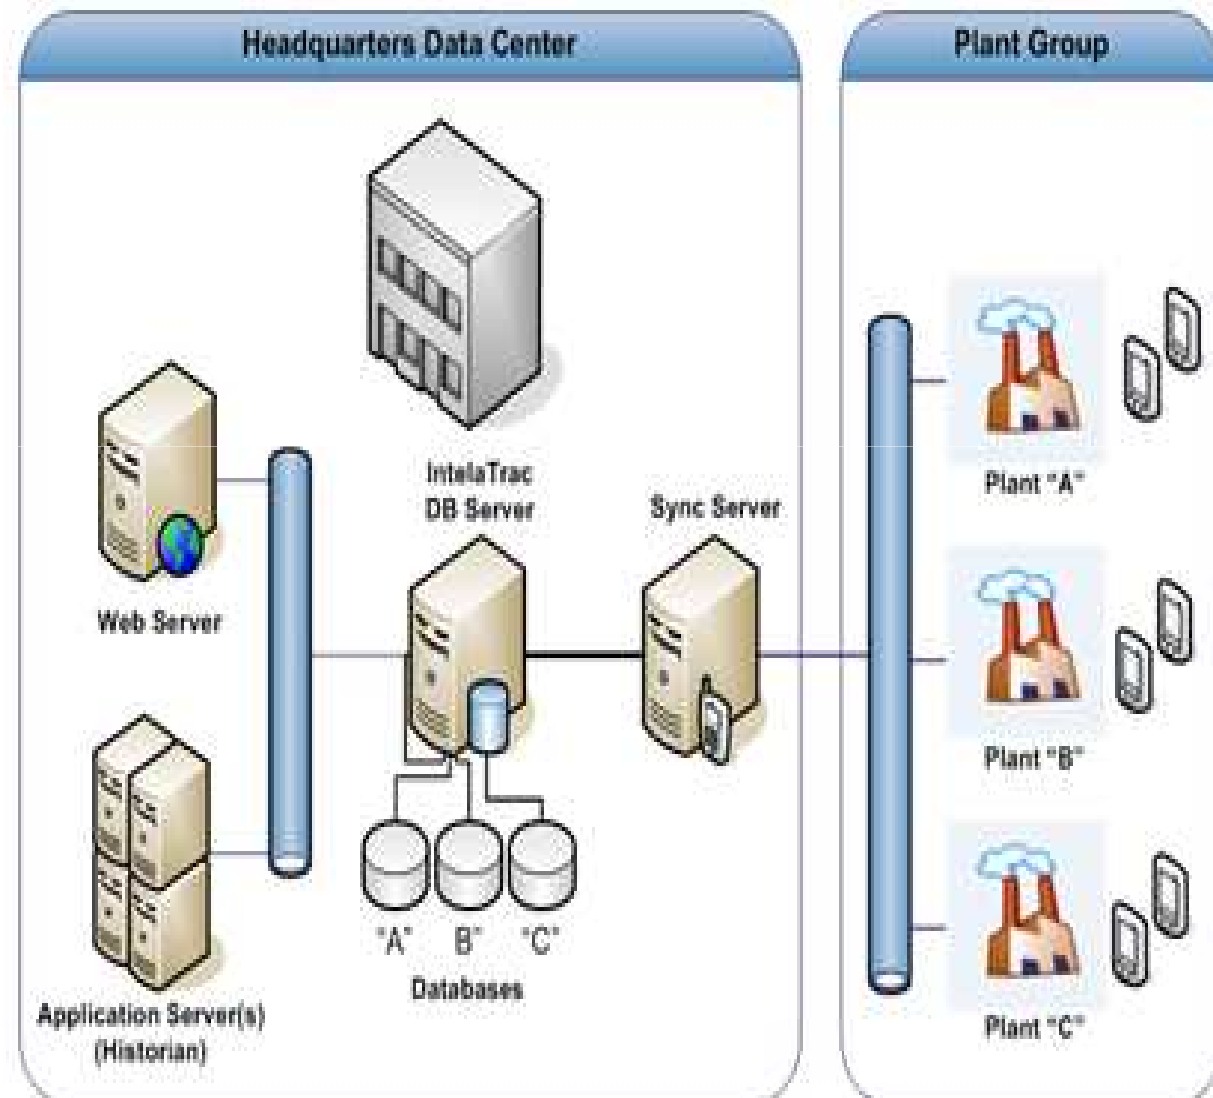 Headquarters Data Center
Plant Group
IntelaTrac
DB Server
Sync Server
Web Server
Plant "A"
Plant "B"
Plant "C"
"A" B" "C"
Databases
Application Server(s)
(Historian)